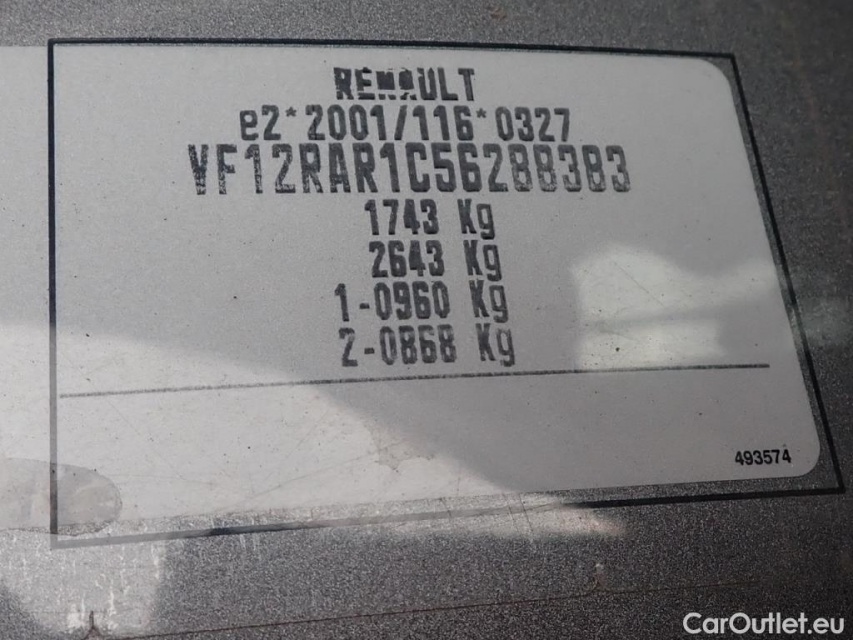 RENAULT
e2*2001/116*0327
VF12RAR1C56288383
1743 Kg
2643 Kg
1-0960 Kg
2-0868 Kg
493574
CarOutlet.eu